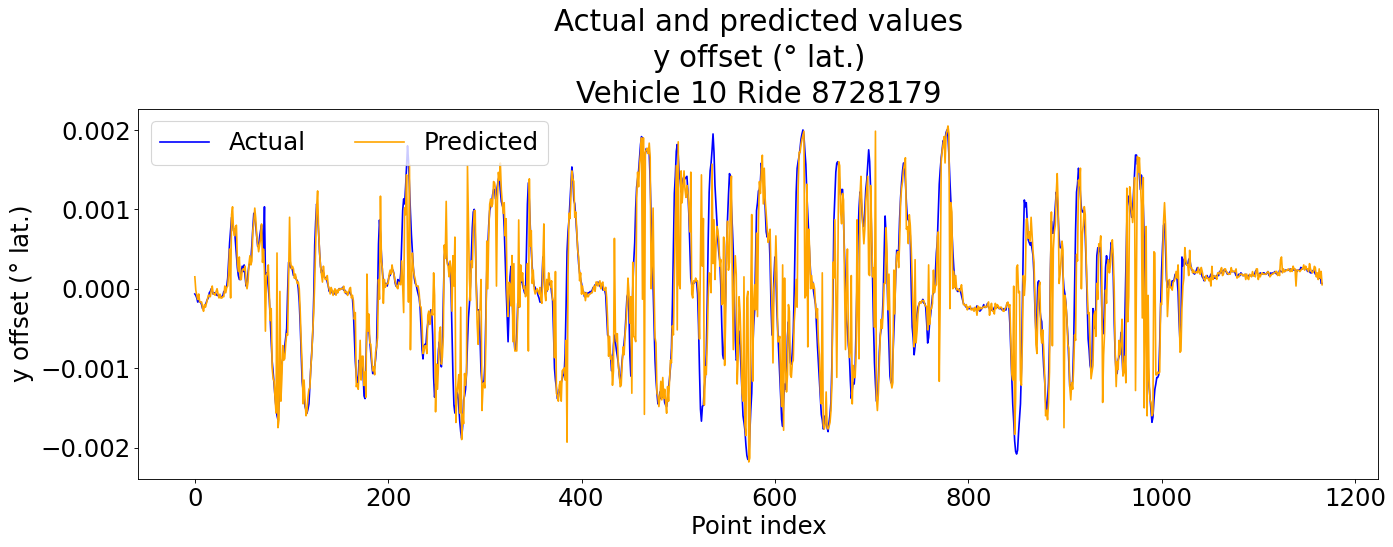 Actual and predicted values
y offset (° lat.)
Vehicle 10 Ride 8728179
Actual
Predicted
y offset (° lat.)
0.002
0.001
0.000
−0.001
−0.002
0
200
400
600
800
1000
1200
Point index